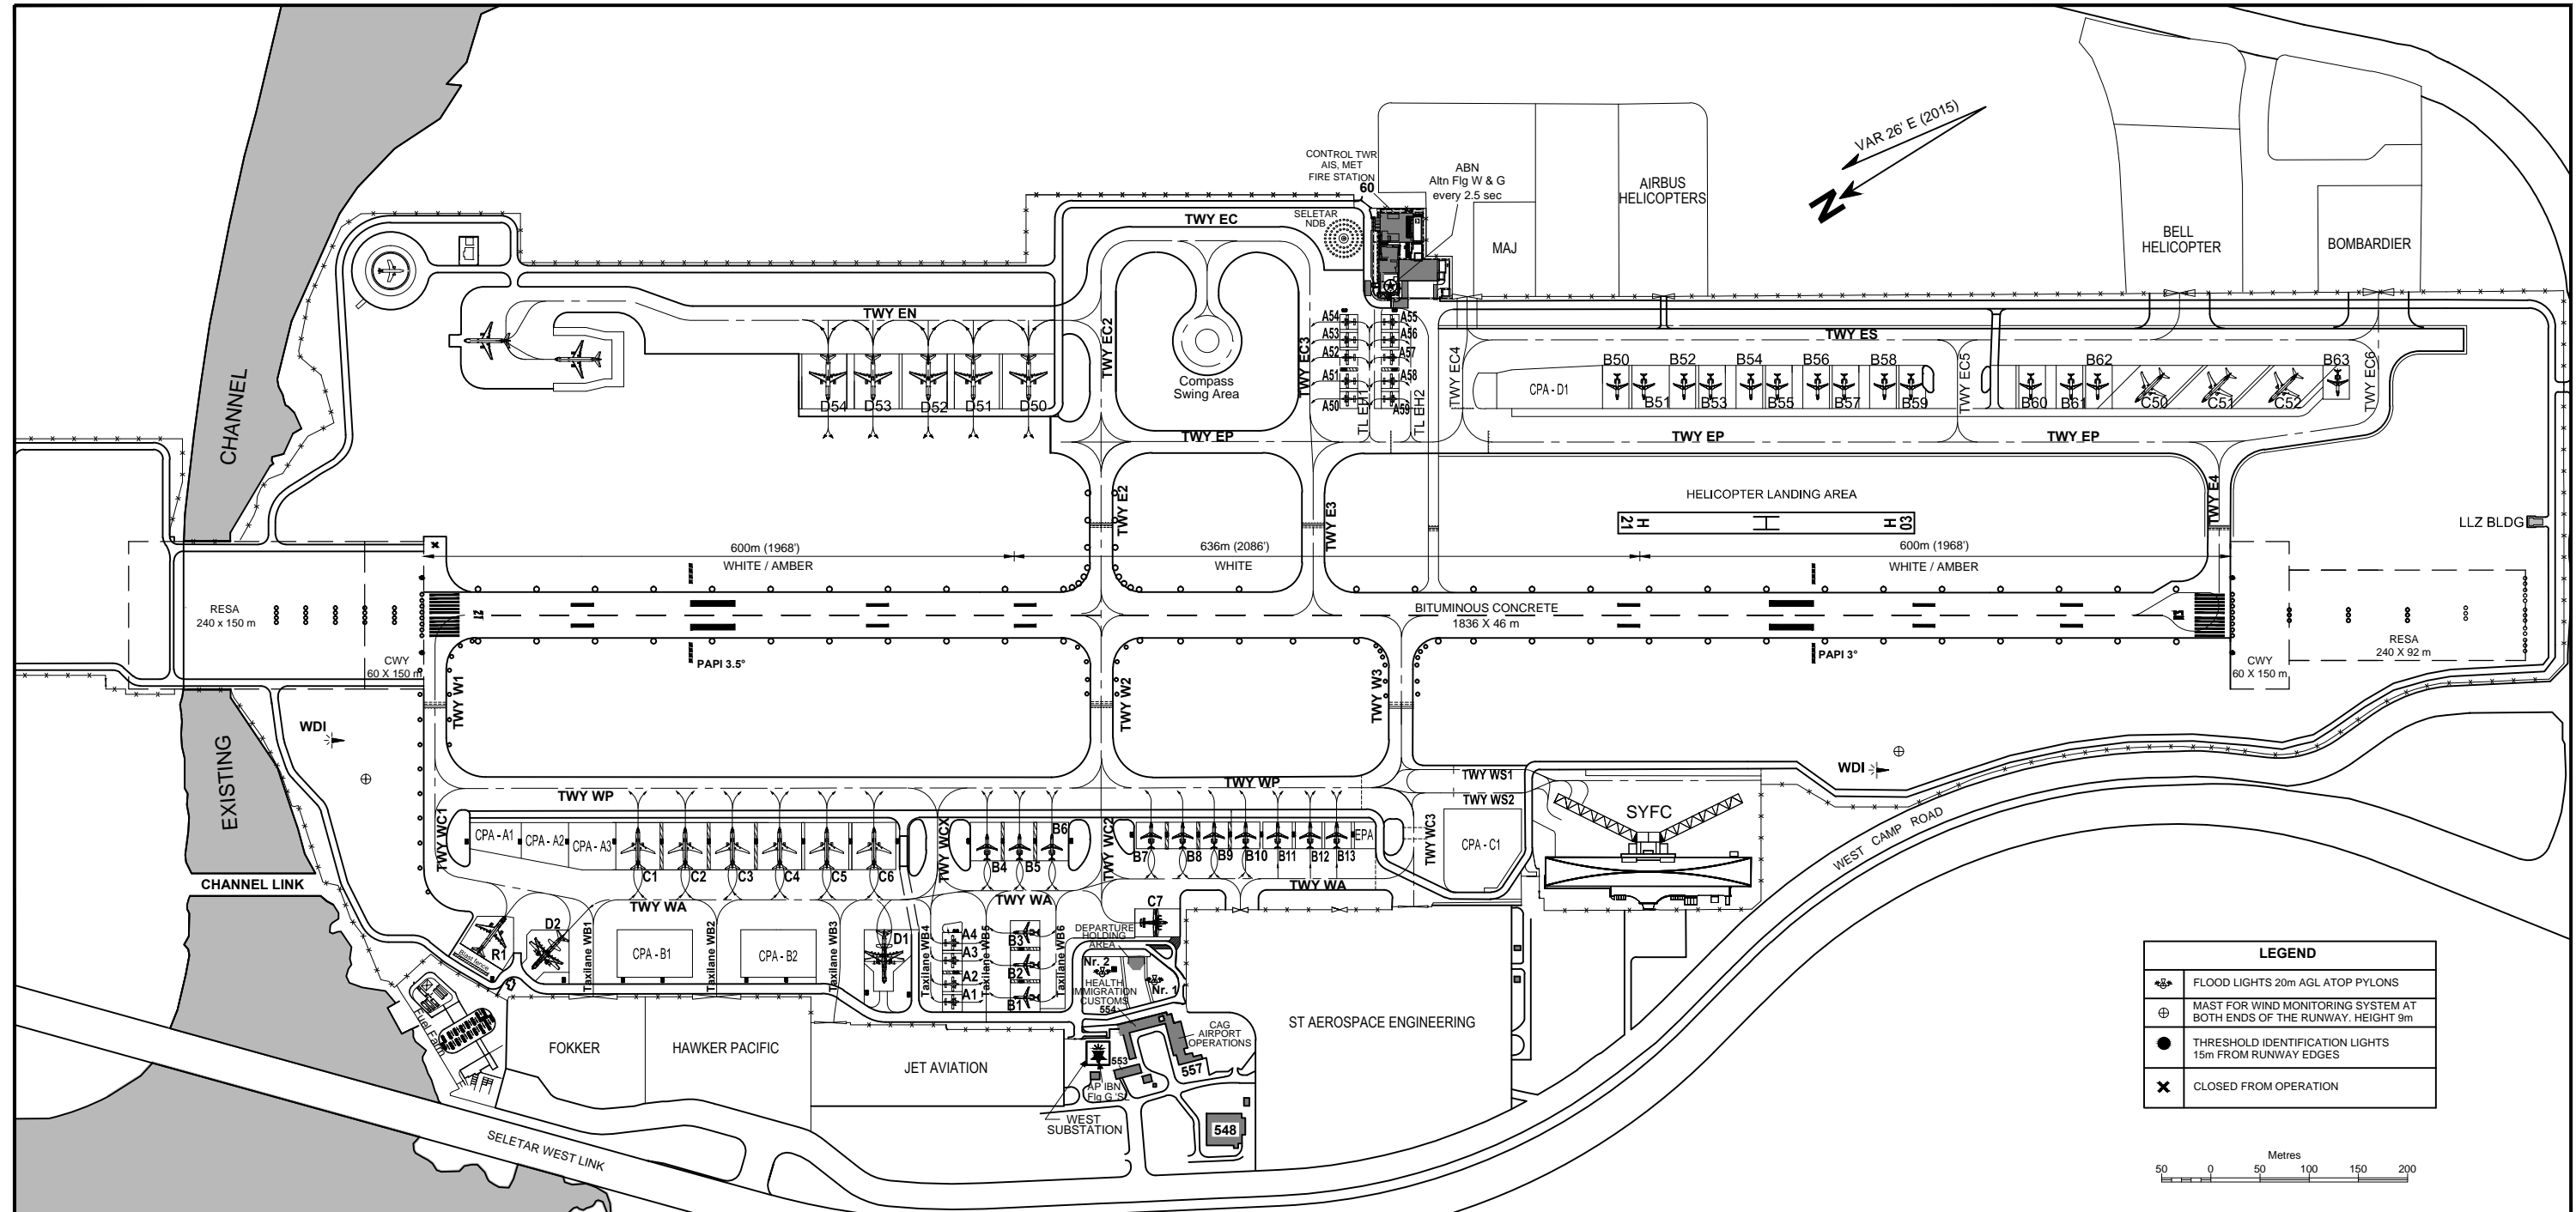 VAR 26' E (2015)
N
CONTROL TWR
AIS, MET
FIRE STATION
60
ABN
Altn Flg W & G
every 2.5 sec
AIRBUS
HELICOPTERS
MAJ
BELL
HELICOPTER
BOMBARDIER
SELETAR
NDB
TWY EC
TWY EN
TWY EC2
TWY EC3
Compass
Swing Area
A54
A53
A52
A51
A50
A55
A56
A57
A58
A59
TL EH1
TL EH2
TWY EC4
TWY ES
TWY EC5
TWY EC6
D54
D53
D52
D51
D50
CPA - D1
B50
B51
B52
B53
B54
B55
B56
B57
B58
B59
B60
B61
B62
C50
C51
C52
B63
TWY EP
TWY EP
TWY EP
CHANNEL
TWY E2
TWY E3
TWY E4
HELICOPTER LANDING AREA
21
H
H
H
03
LLZ BLDG
600m (1968')
WHITE / AMBER
636m (2086')
WHITE
600m (1968')
WHITE / AMBER
RESA
240 x 150 m
21
BITUMINOUS CONCRETE
1836 X 46 m
03
RESA
240 X 92 m
CWY
60 X 150 m
PAPI 3.5°
PAPI 3°
CWY
60 X 150 m
TWY W1
TWY W2
TWY W3
WDI
WDI
EXISTING
TWY WP
TWY WP
TWY WS1
TWY WS2
TWY WC1
CPA - A1
CPA - A2
CPA - A3
C1
C2
C3
C4
C5
C6
TWY WCX
B4
B5
B6
TWY WC2
B7
B8
B9
B10
B11
B12
B13
EPA
TWY WC3
CPA - C1
SYFC
WEST CAMP ROAD
CHANNEL LINK
TWY WA
TWY WA
TWY WA
R1
Blast fence
D2
Taxilane WB1
CPA - B1
Taxilane WB2
CPA - B2
Taxilane WB3
D1
Taxilane WB4
A4
A3
A2
A1
Taxilane WB5
B3
B2
B1
Taxilane WB6
C7
DEPARTURE
HOLDING
AREA
Nr. 2
Nr. 1
HEALTH
IMMIGRATION
CUSTOMS
554
CAG
AIRPORT
OPERATIONS
553
557
AP IBN
Flg G 'SL'
WEST
SUBSTATION
548
Fuel Farm
FOKKER
HAWKER PACIFIC
JET AVIATION
ST AEROSPACE ENGINEERING
SELETAR WEST LINK
LEGEND
FLOOD LIGHTS 20m AGL ATOP PYLONS
MAST FOR WIND MONITORING SYSTEM AT
BOTH ENDS OF THE RUNWAY. HEIGHT 9m
THRESHOLD IDENTIFICATION LIGHTS
15m FROM RUNWAY EDGES
CLOSED FROM OPERATION
Metres
50 0 50 100 150 200